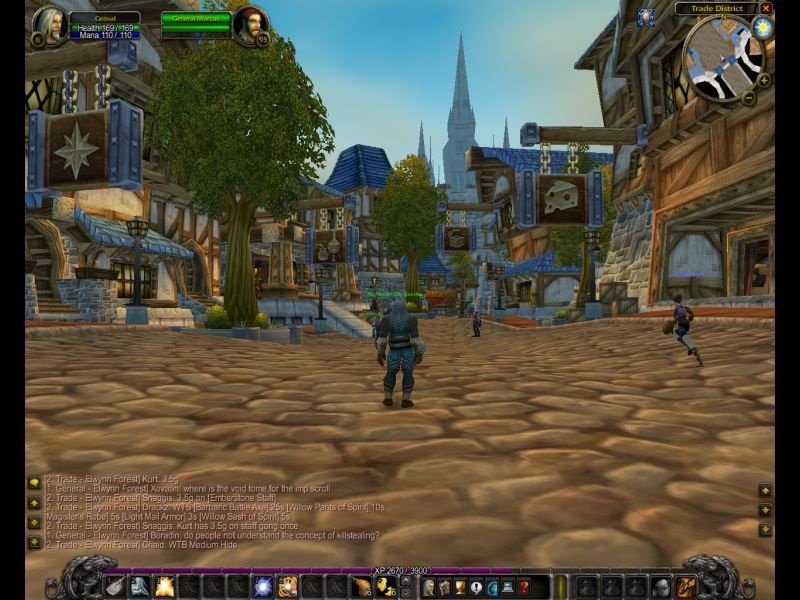 Geoval
Health 169 / 169
Mana 110 / 110
6
General Marcus
55
Trade District
N
[2. Trade - Elwynn Forest] Kurt: 3.5g
[1. General - Elwynn Forest] Xovaan: where is the void tome for the imp scroll
[2. Trade - Elwynn Forest] Snaggis: 3.5g on [Emberstone Staff]
[2. Trade - Elwynn Forest] Drackz: WTS [Barbaric Battle Axe] 25s [Willow Pants of Spirit] 10s
Magister's Robe] 5s [Light Mail Armor] 3s [Willow Sash of Spirit] 5s
[2. Trade - Elwynn Forest] Snaggis: Kurt has 3.5g on staff gong once
[1. General - Elwynn Forest] Boradin: do people not understand the concept of killstealing?
[2. Trade - Elwynn Forest] Chaid: WTB Medium Hide
XP 2670 / 3900